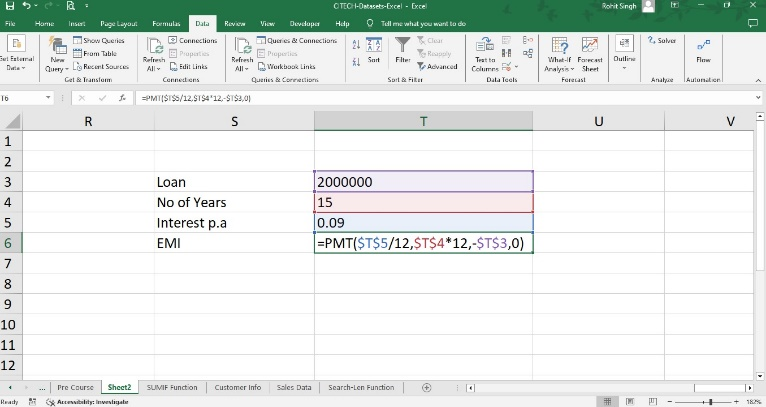 CITECH-Datasets-Excel - Excel
Rohit Singh
File Home Insert Page Layout Formulas Data Review View Developer Help Tell me what you want to do
Get External Data
New Query
Show Queries
From Table
Recent Sources
Get & Transform
Refresh All
Connections
Properties
Edit Links
Connections
Refresh All
Queries & Connections
Properties
Workbook Links
Queries & Connections
Sort
Filter
Clear
Reapply
Advanced
Sort & Filter
Text to Columns
Data Tools
What-If Analysis
Forecast Sheet
Forecast
Outline
Solver
Analyze
Flow
Automation
T6
=PMT($T$5/12,$T$4*12,-$T$3,0)
R S T U V
1
2
3 Loan 2000000
4 No of Years 15
5 Interest p.a 0.09
6 EMI =PMT($T$5/12,$T$4*12,-$T$3,0)
7
8
9
10
11
12
... Pre Course Sheet2 SUMIF Function Customer Info Sales Data Search-Len Function
Ready Accessibility: Investigate
182%